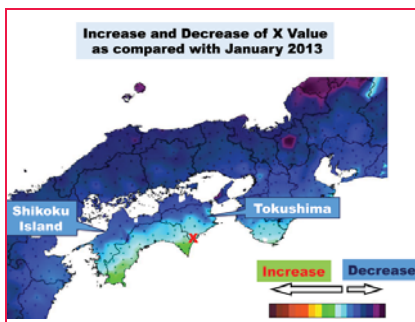 Increase and Decrease of X Value
as compared with January 2013
Shikoku
Island
Tokushima
Increase
Decrease